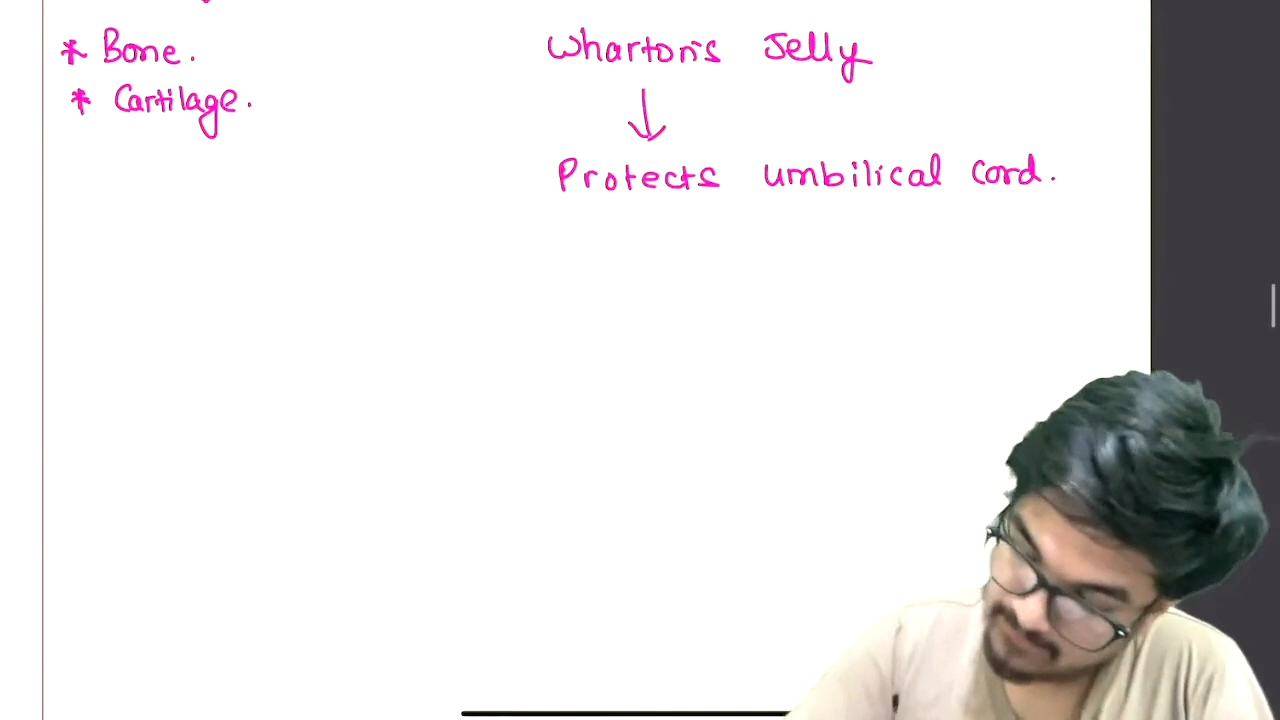 * Bone.
* Cartilage.
Wharton's Jelly
↓
Protects umbilical cord.